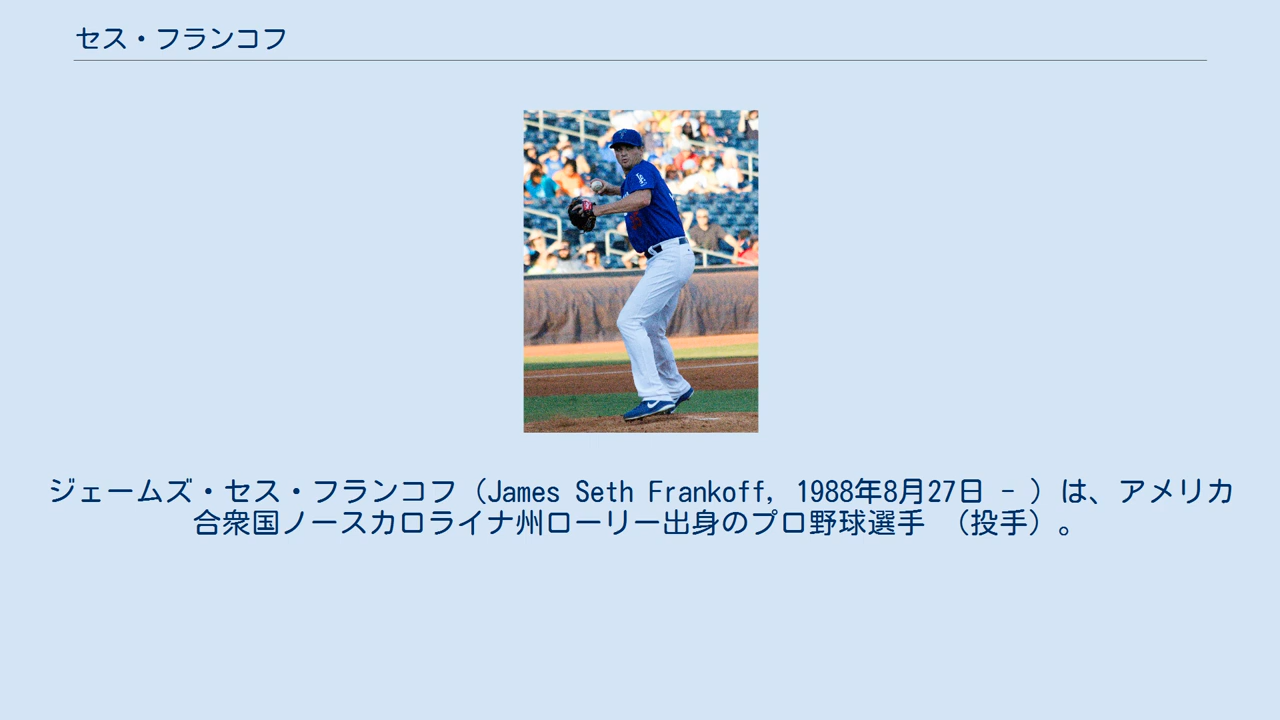 セス・フランコフ
ジェームズ・セス・フランコフ（James Seth Frankoff, 1988年8月27日 - ）は、アメリカ
合衆国ノースカロライナ州ローリー出身のプロ野球選手 （投手）。